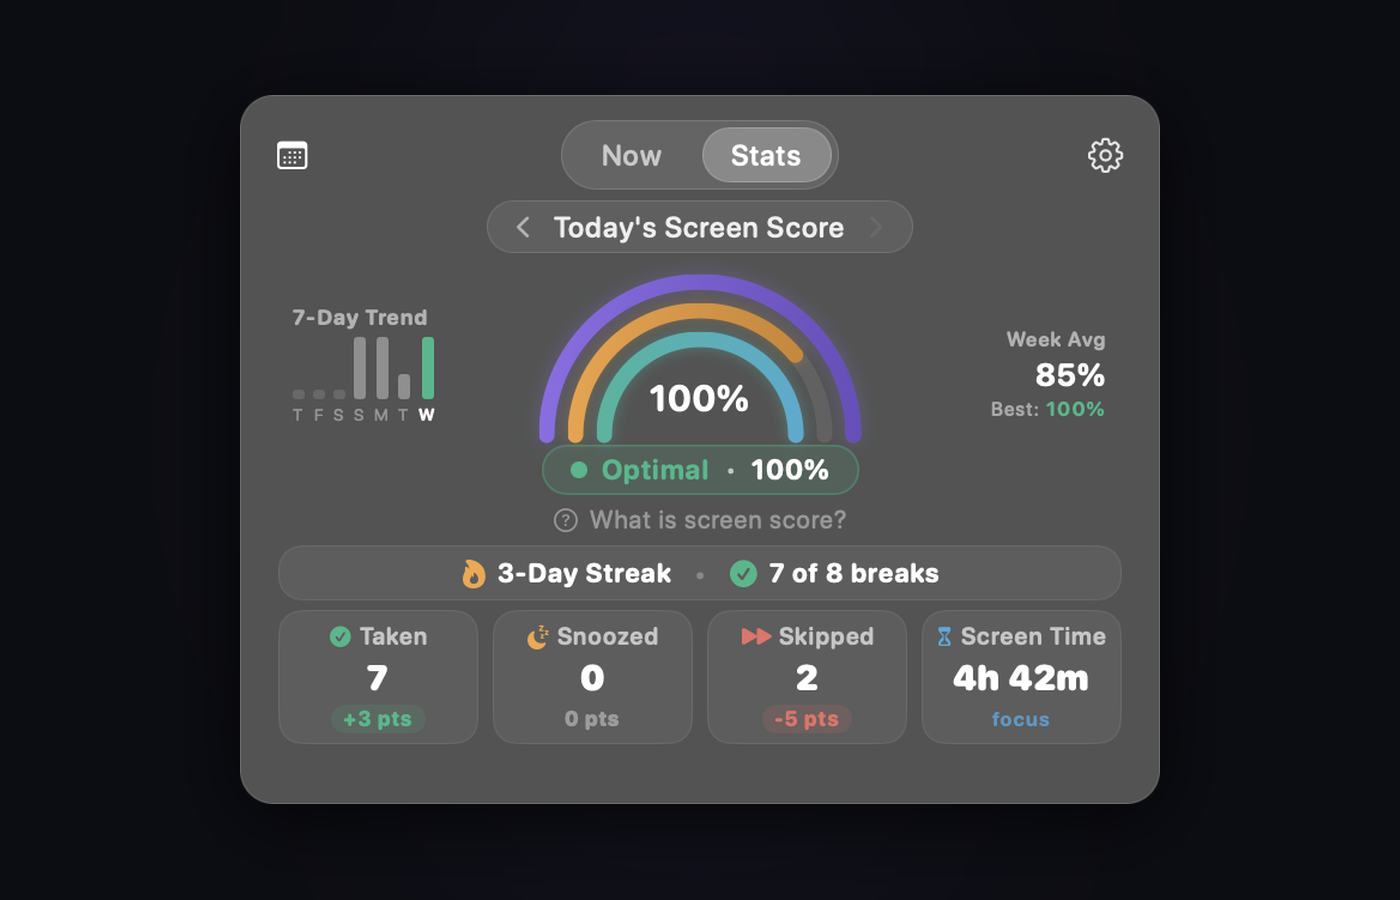 Now Stats
Today's Screen Score
7-Day Trend
T F S S M T W
100%
Optimal · 100%
Week Avg
85%
Best: 100%
? What is screen score?
3-Day Streak • 7 of 8 breaks
Taken
7
+3 pts
zz Snoozed
0
0 pts
Skipped
2
-5 pts
Screen Time
4h 42m
focus